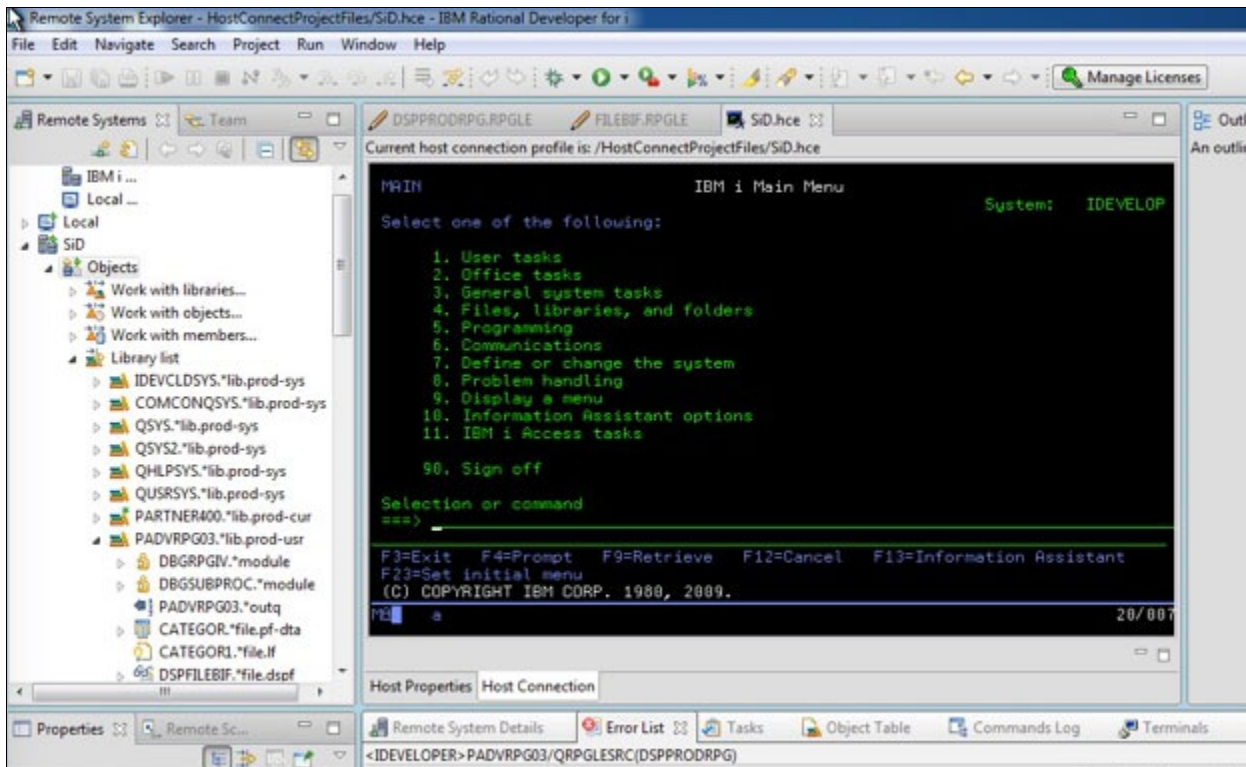 Remote System Explorer - HostConnectProjectFiles/SiD.hce - IBM Rational Developer for i
File Edit Navigate Search Project Run Window Help
Manage Licenses
Remote Systems Team
IBM i ...
Local ...
Local
SiD
Objects
Work with libraries...
Work with objects...
Work with members...
Library list
IDEVCLDSYS.*lib.prod-sys
COMCONQSYS.*lib.prod-sys
QSYS.*lib.prod-sys
QSYS2.*lib.prod-sys
QHLPSYS.*lib.prod-sys
QUSRSYS.*lib.prod-sys
PARTNER400.*lib.prod-cur
PADVRPG03.*lib.prod-usr
DBGRPGIV.*module
DBGSUBPROC.*module
PADVRPG03.*outq
CATEGOR.*file.pf-dta
CATEGOR1.*file.lf
DSPFILEBIF.*file.dspf
DSPPRODRPG.RPGLE FILEBIF.RPGLE SiD.hce
Current host connection profile is: /HostConnectProjectFiles/SiD.hce
MAIN IBM i Main Menu
System: IDEVELOP
Select one of the following:
1. User tasks
2. Office tasks
3. General system tasks
4. Files, libraries, and folders
5. Programming
6. Communications
7. Define or change the system
8. Problem handling
9. Display a menu
10. Information Assistant options
11. IBM i Access tasks
90. Sign off
Selection or command
===>
F3=Exit F4=Prompt F9=Retrieve F12=Cancel F13=Information Assistant
F23=Set initial menu
(C) COPYRIGHT IBM CORP. 1980, 2009.
MA a 20/007
Host Properties Host Connection
Outl
An outli
Properties Remote Sc...
Remote System Details Error List Tasks Object Table Commands Log Terminals
<IDEVELOPER>PADVRPG03/QRPGLESRC(DSPPRODRPG)